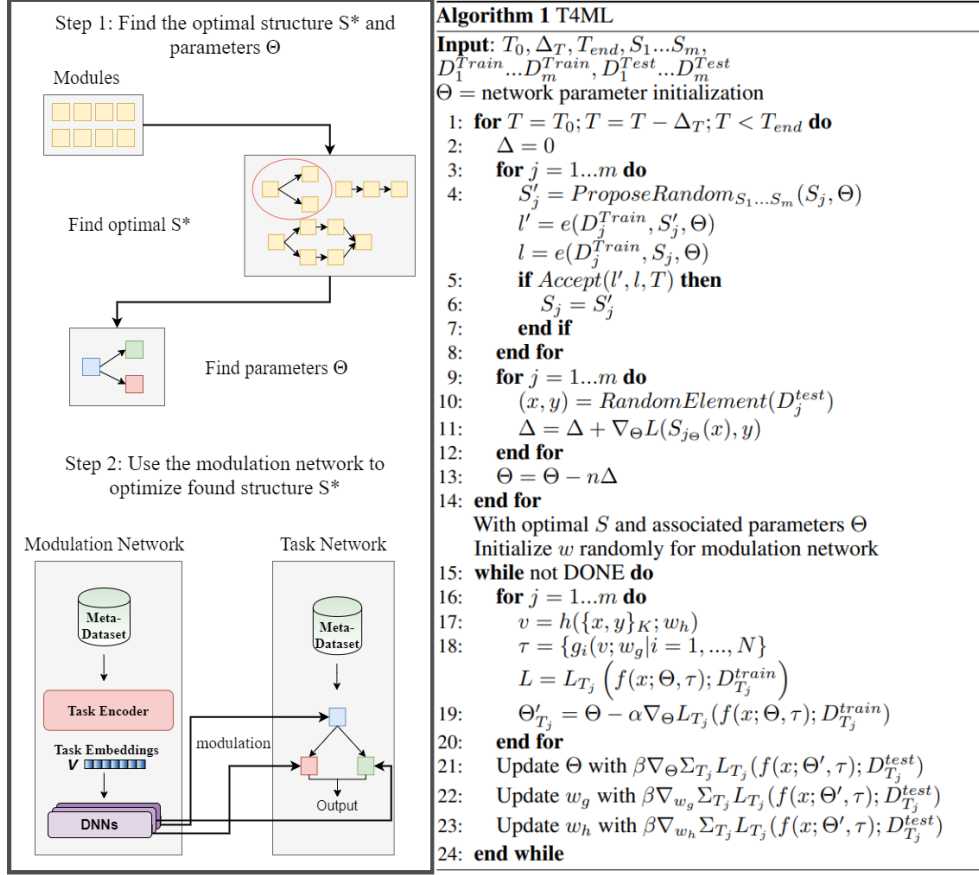 Step 1: Find the optimal structure S* and
parameters Θ
Modules
Find optimal S*
Find parameters Θ
Step 2: Use the modulation network to
optimize found structure S*
Modulation Network
Task Network
Meta-
Dataset
Meta-
Dataset
Task Encoder
modulation
Task Embeddings
V
Output
DNNs
Algorithm 1 T4ML
Input: T_0, Δ_T, T_{end}, S_1...S_m,
D_1^{Train}...D_m^{Train}, D_1^{Test}...D_m^{Test}
Θ = network parameter initialization
1: for T = T_0; T = T − Δ_T; T < T_{end} do
2: Δ = 0
3: for j = 1...m do
4: S'_j = ProposeRandom_{S_1...S_m}(S_j, Θ)
l' = e(D_j^{Train}, S'_j, Θ)
l = e(D_j^{Train}, S_j, Θ)
5: if Accept(l', l, T) then
6: S_j = S'_j
7: end if
8: end for
9: for j = 1...m do
10: (x, y) = RandomElement(D_j^{test})
11: Δ = Δ + ∇_Θ L(S_{j_Θ}(x), y)
12: end for
13: Θ = Θ − nΔ
14: end for
With optimal S and associated parameters Θ
Initialize w randomly for modulation network
15: while not DONE do
16: for j = 1...m do
17: v = h({x, y}_K; w_h)
18: τ = {g_i(v; w_g|i = 1, ..., N}
L = L_{T_j} (f(x; Θ, τ); D_{T_j}^{train})
19: Θ'_{T_j} = Θ − α∇_Θ L_{T_j}(f(x; Θ, τ); D_{T_j}^{train})
20: end for
21: Update Θ with β∇_Θ Σ_{T_j} L_{T_j}(f(x; Θ', τ); D_{T_j}^{test})
22: Update w_g with β∇_{w_g} Σ_{T_j} L_{T_j}(f(x; Θ', τ); D_{T_j}^{test})
23: Update w_h with β∇_{w_h} Σ_{T_j} L_{T_j}(f(x; Θ', τ); D_{T_j}^{test})
24: end while